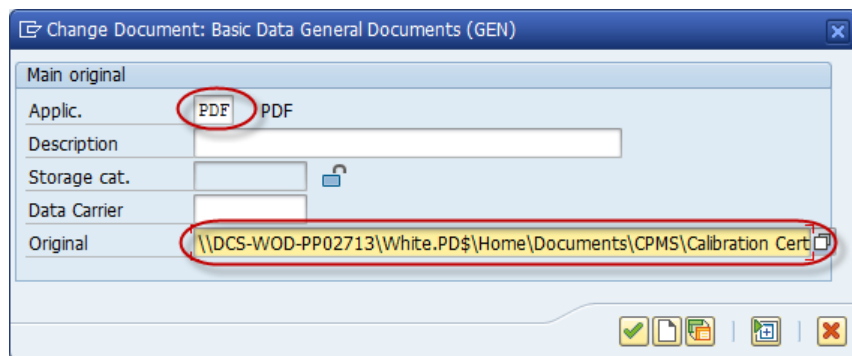 Change Document: Basic Data General Documents (GEN)
Main original
Applic. PDF PDF
Description
Storage cat.
Data Carrier
Original \\DCS-WOD-PP02713\White.PD$\Home\Documents\CPMS\Calibration Cert